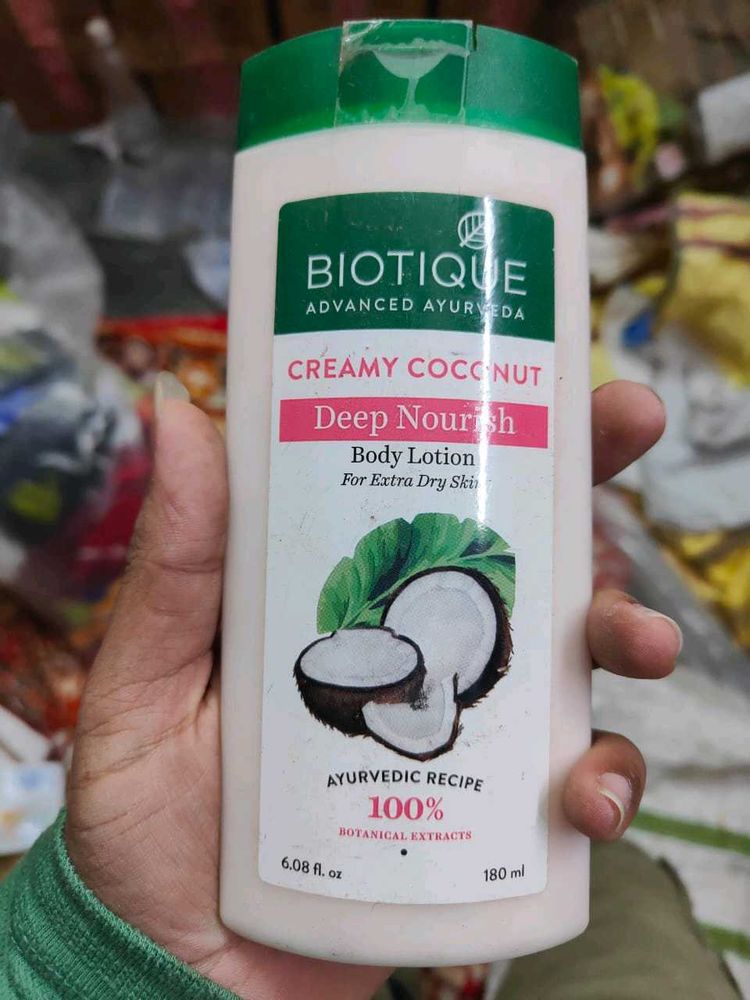 BIOTIQUE
ADVANCED AYURVEDA
CREAMY COCONUT
Deep Nourish
Body Lotion
For Extra Dry Skin
AYURVEDIC RECIPE
100%
BOTANICAL EXTRACTS
6.08 fl. oz 180 ml